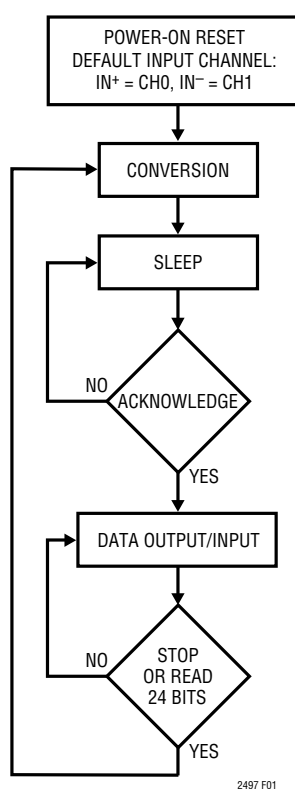 POWER-ON RESET
DEFAULT INPUT CHANNEL:
IN⁺ = CH0, IN⁻ = CH1
CONVERSION
SLEEP
NO
ACKNOWLEDGE
YES
DATA OUTPUT/INPUT
NO
STOP
OR READ
24 BITS
YES
2497 F01